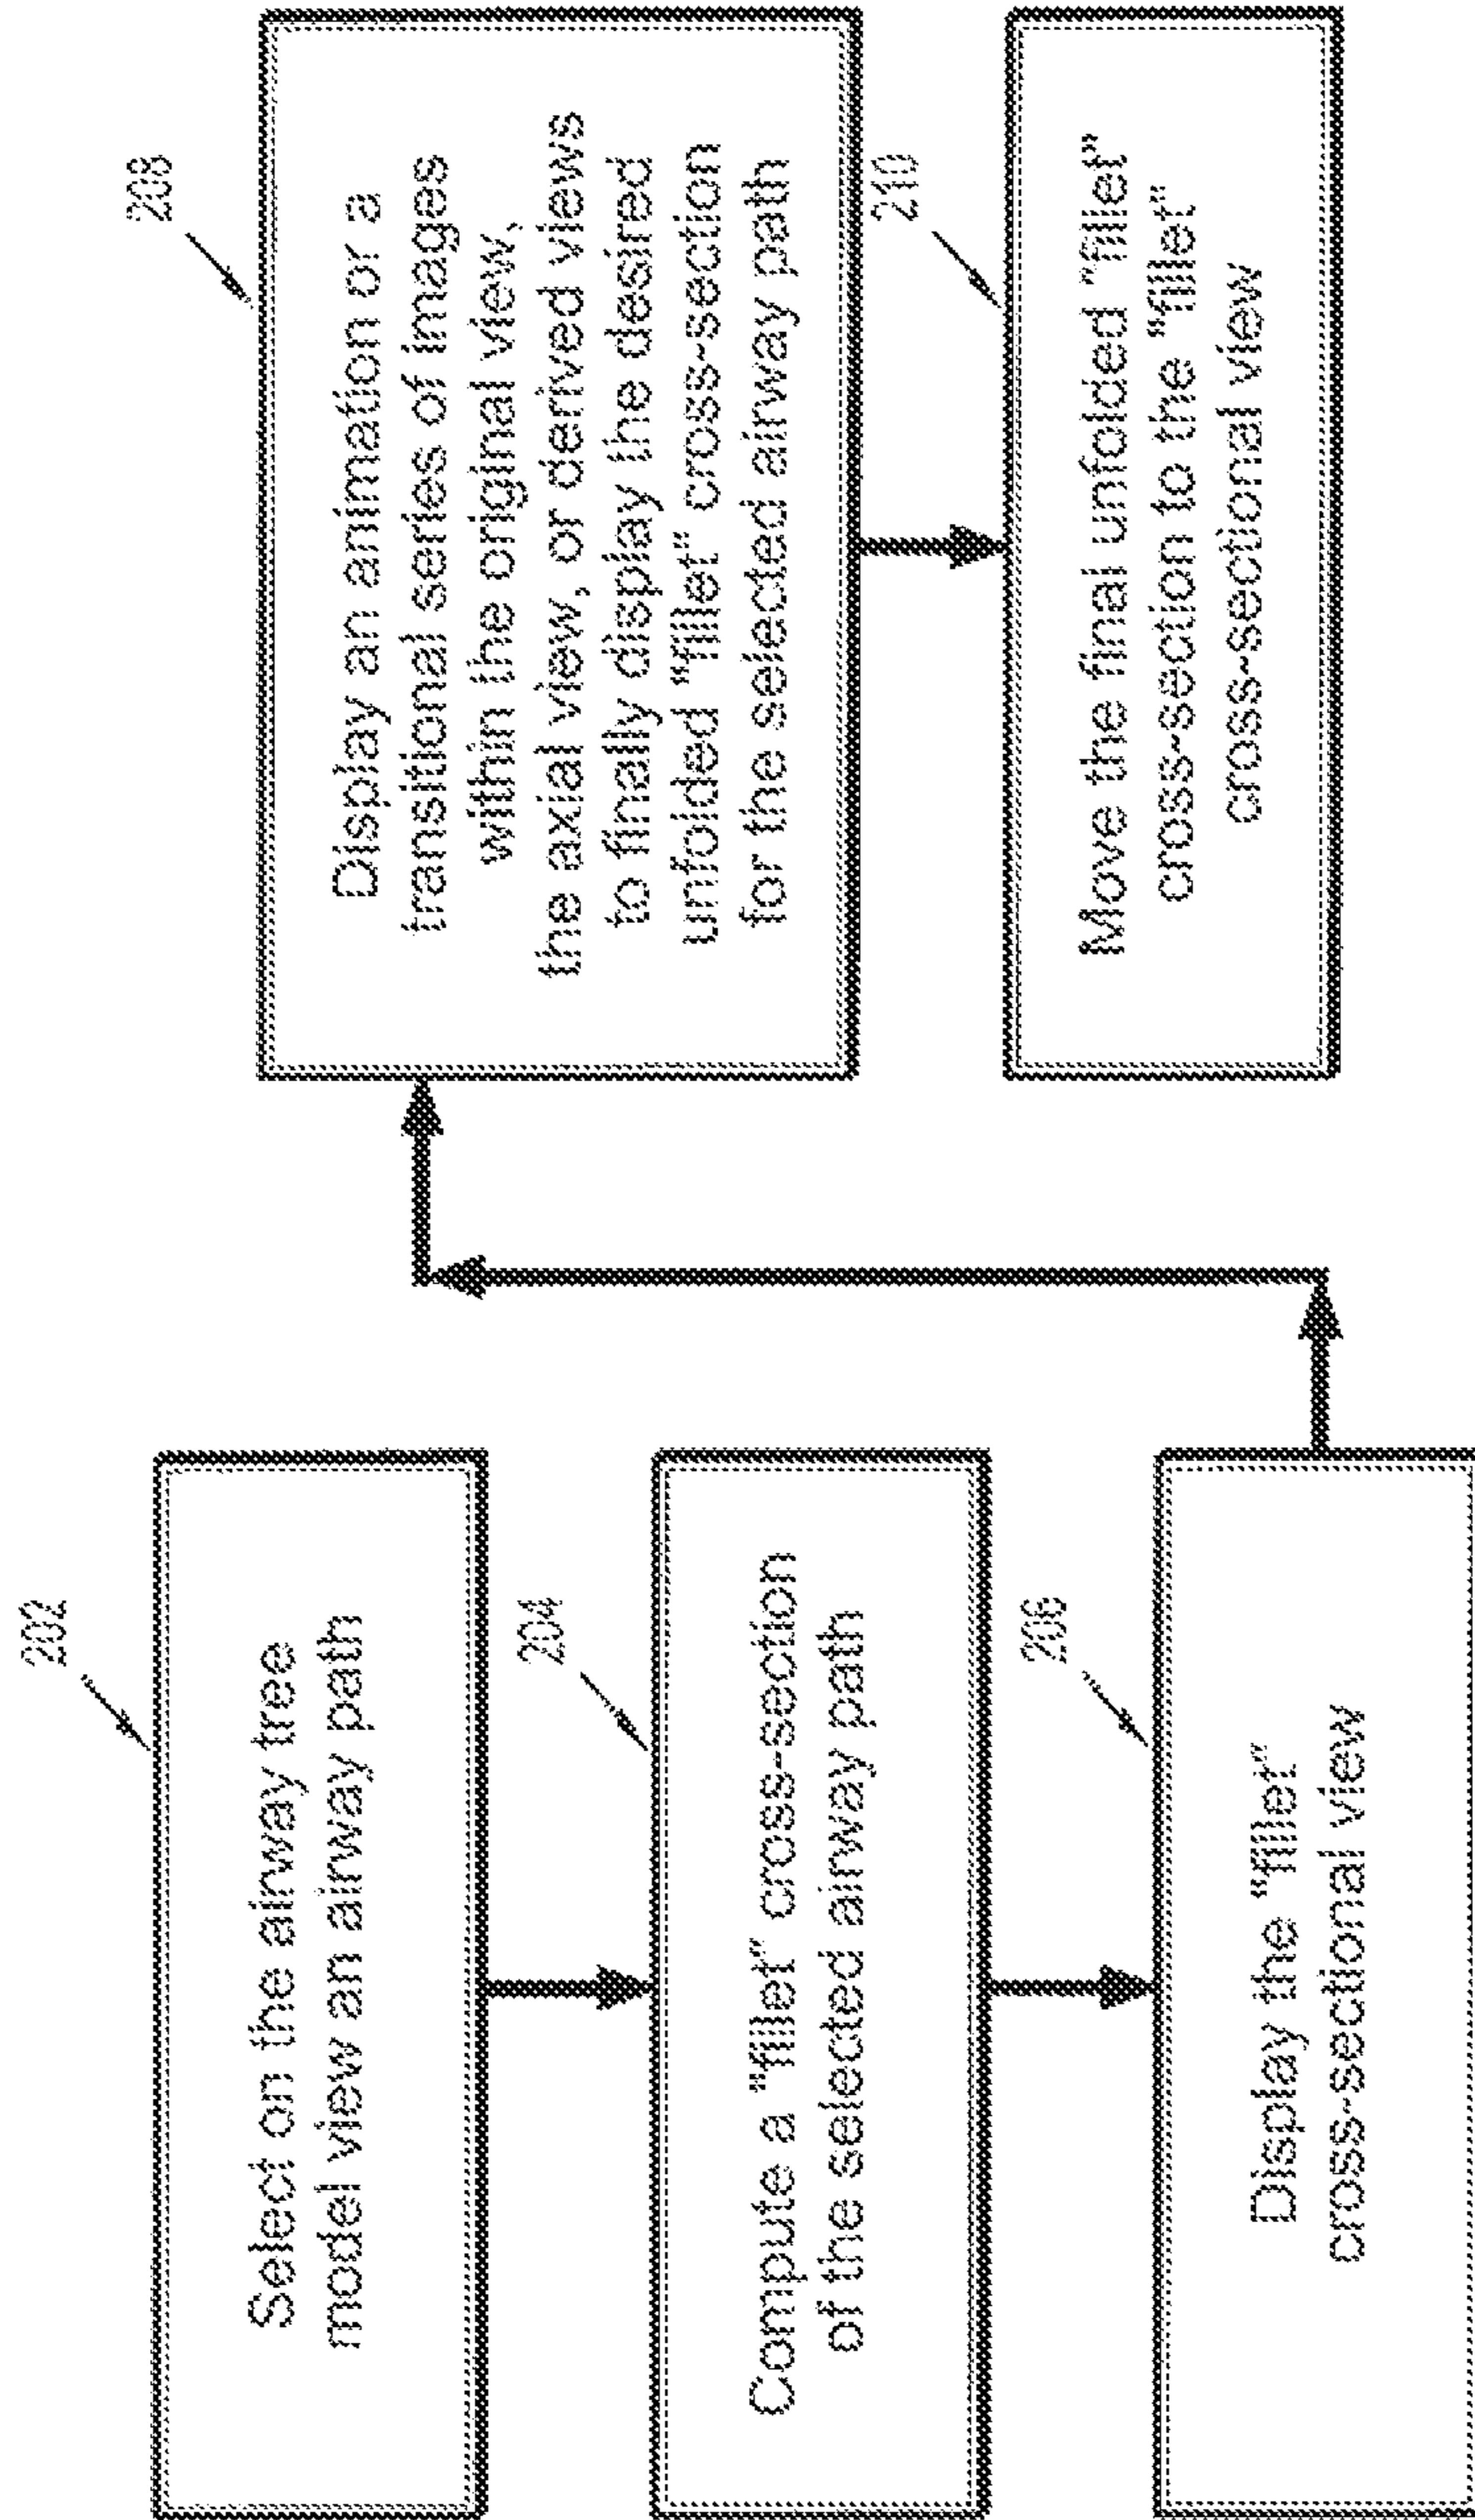 202
Select on the airway tree
model view an airway path
204
Compute a "fillet" cross-section
of the selected airway path
206
Display the "fillet"
cross-sectional view
208
Display an animation or a
transitional series of images
within the original view,
the axial view, or derived views
to finally display the desired
unfolded "fillet" cross-section
for the selected airway path
210
Move the final unfolded "fillet"
cross-section to the "fillet"
cross-sectional view